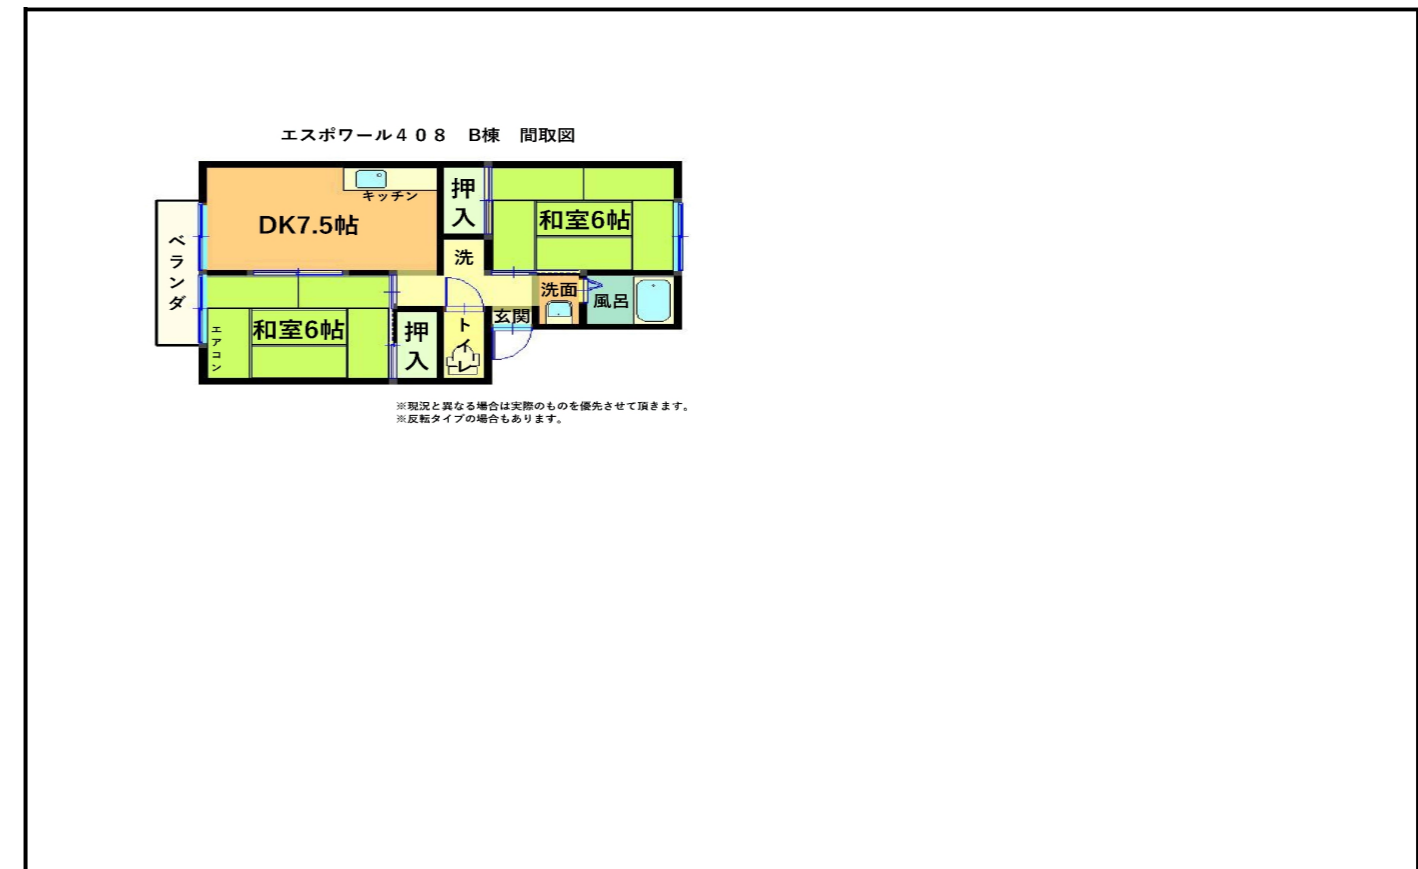 エスポワール408 B棟 間取図
キッチン
DK7.5帖
押入
和室6帖
ベランダ
洗
洗面
風呂
和室6帖
エアコン
押入
トイレ
玄関
※現況と異なる場合は実際のものを優先させて頂きます。
※反転タイプの場合もあります。